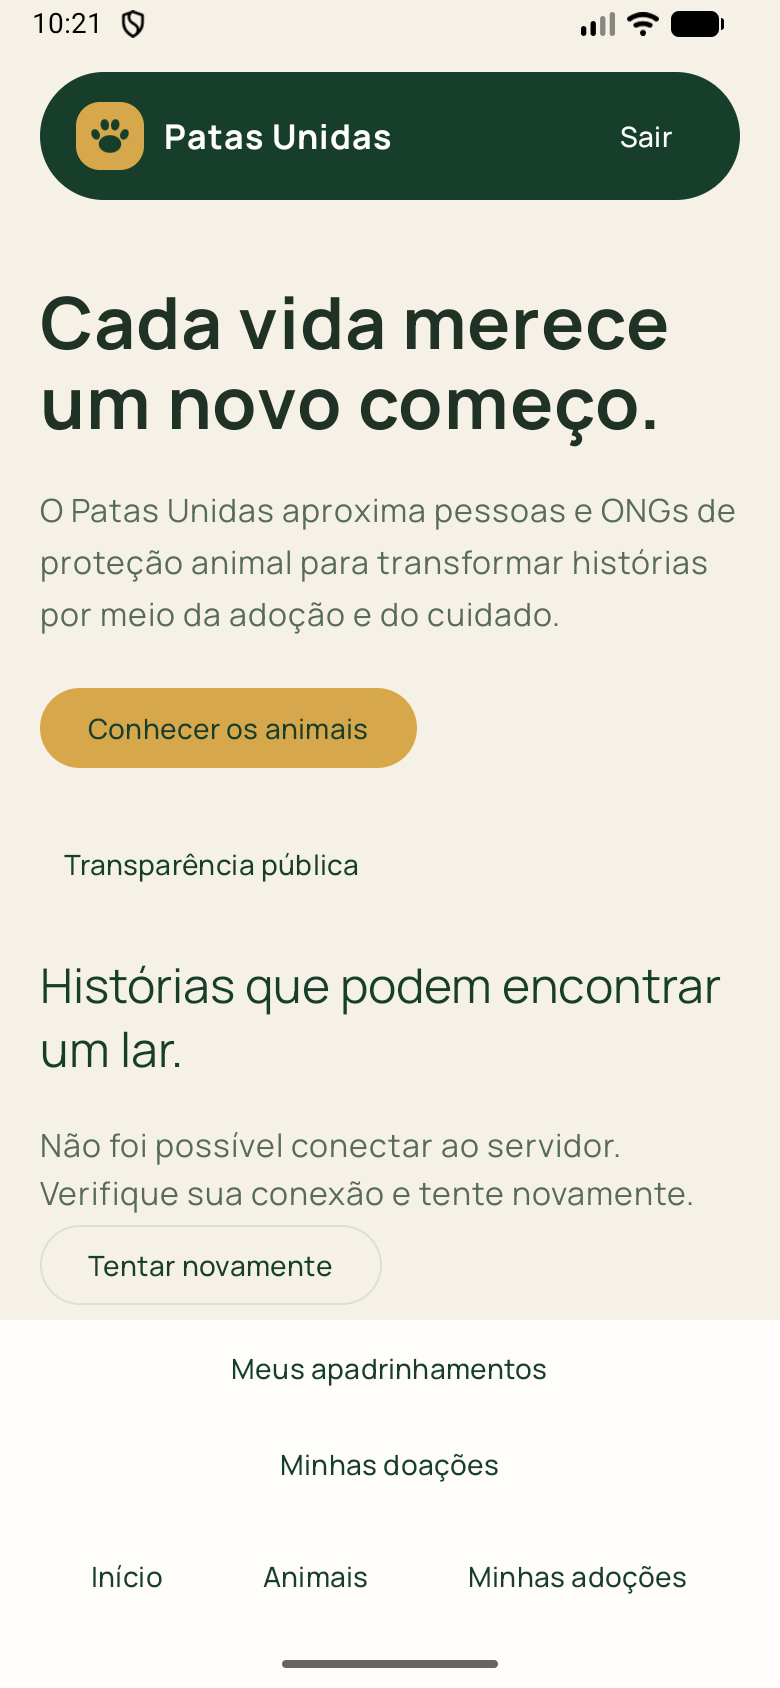 10:21
Patas Unidas
Sair
Cada vida merece
um novo começo.
O Patas Unidas aproxima pessoas e ONGs de
proteção animal para transformar histórias
por meio da adoção e do cuidado.
Conhecer os animais
Transparência pública
Histórias que podem encontrar
um lar.
Não foi possível conectar ao servidor.
Verifique sua conexão e tente novamente.
Tentar novamente
Meus apadrinhamentos
Minhas doações
Início
Animais
Minhas adoções